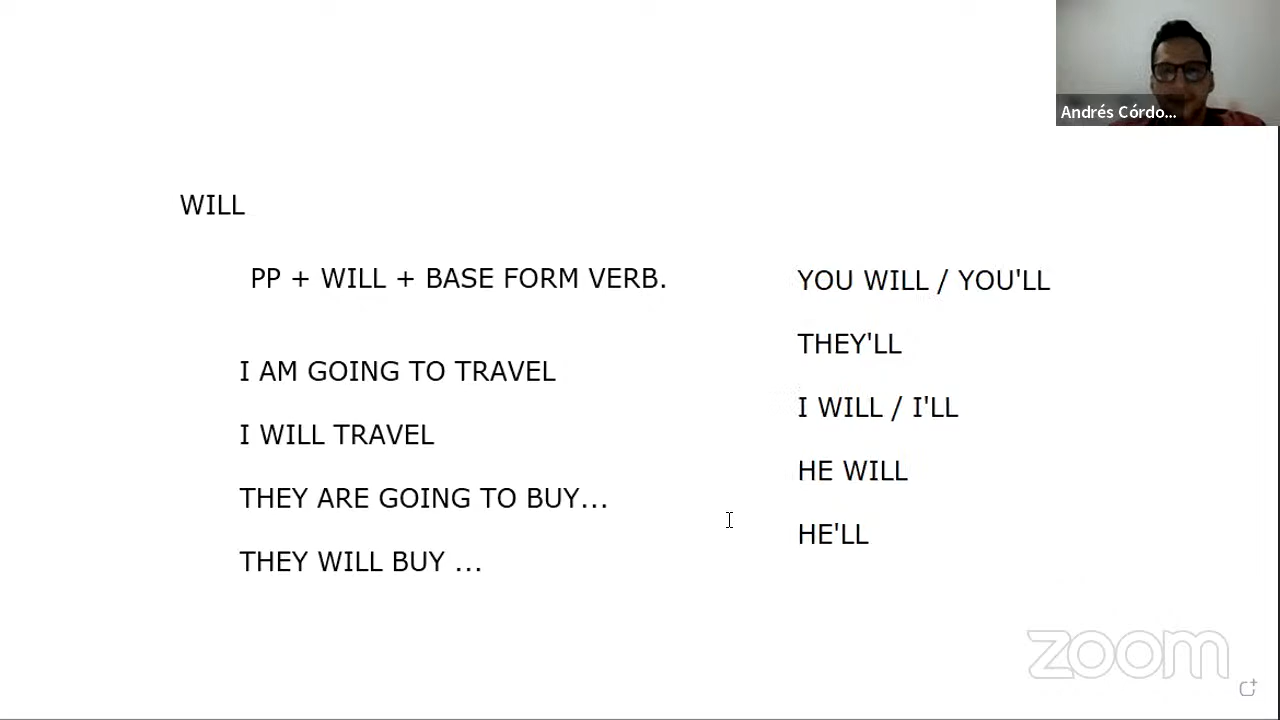 Andrés Córdo...
WILL
PP + WILL + BASE FORM VERB.
I AM GOING TO TRAVEL
I WILL TRAVEL
THEY ARE GOING TO BUY...
THEY WILL BUY ...
YOU WILL / YOU'LL
THEY'LL
I WILL / I'LL
HE WILL
HE'LL
zoom